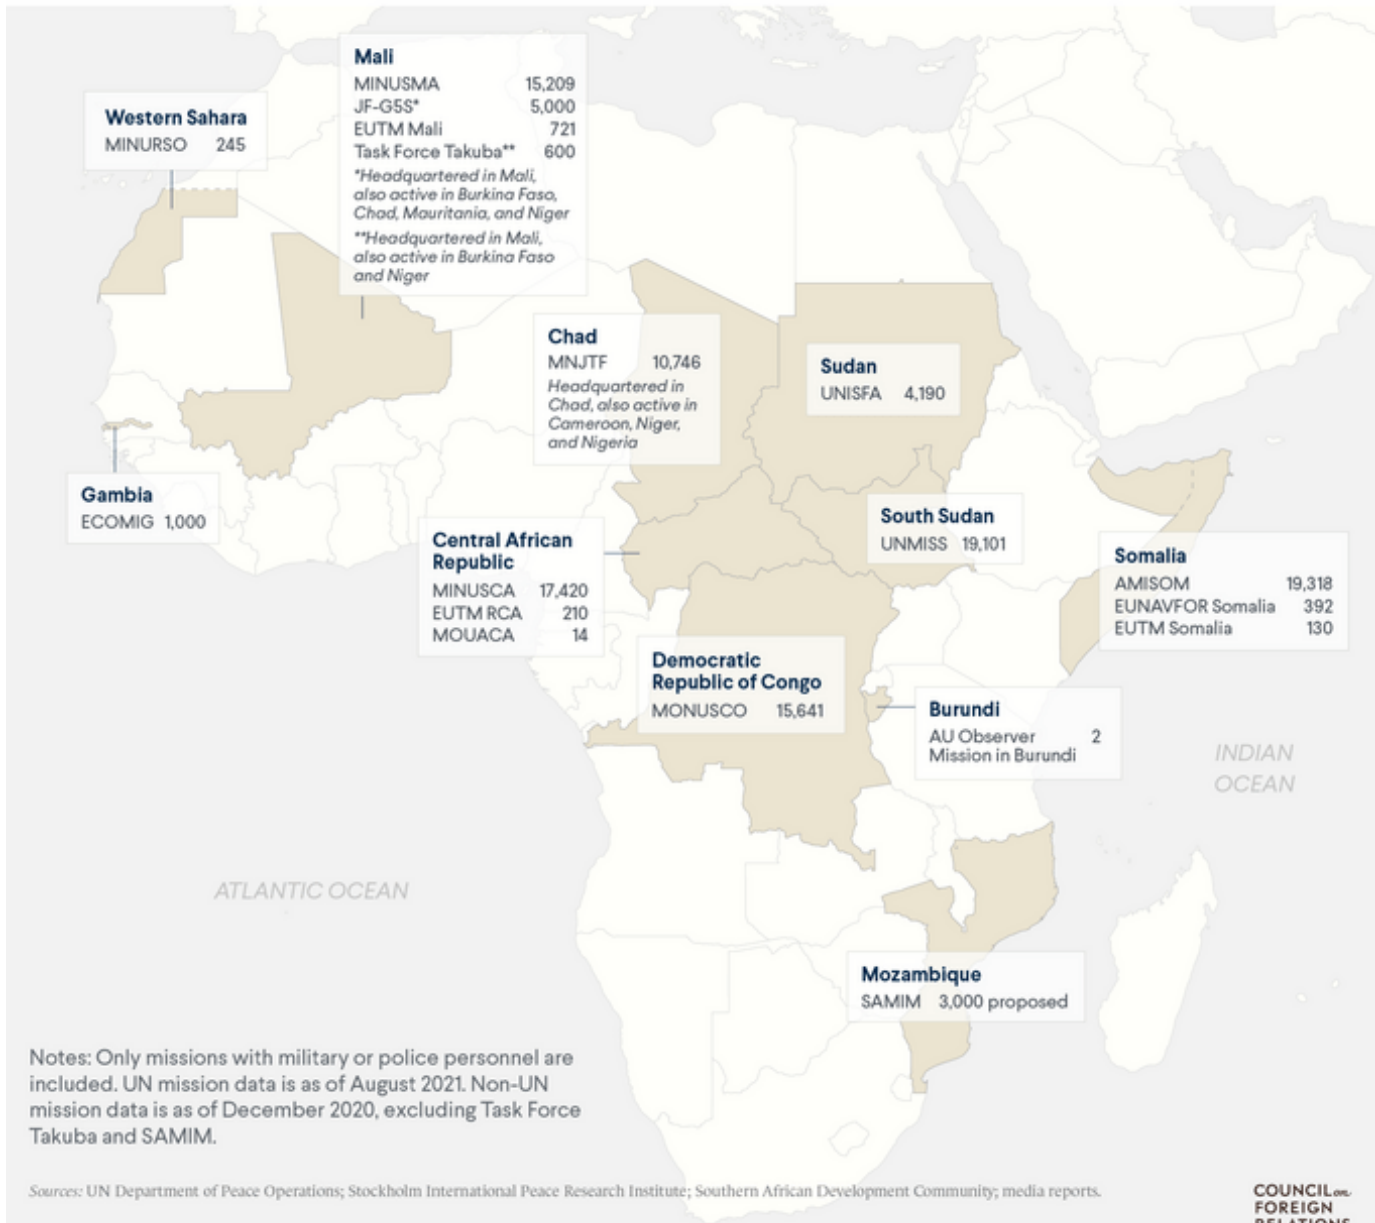 Mali
MINUSMA 15,209
JF-G5S* 5,000
EUTM Mali 721
Task Force Takuba** 600
*Headquartered in Mali,
also active in Burkina Faso,
Chad, Mauritania, and Niger
**Headquartered in Mali,
also active in Burkina Faso
and Niger
Western Sahara
MINURSO 245
Chad
MNJTF 10,746
Headquartered in
Chad, also active in
Cameroon, Niger,
and Nigeria
Sudan
UNISFA 4,190
Gambia
ECOMIG 1,000
Central African
Republic
MINUSCA 17,420
EUTM RCA 210
MOUACA 14
South Sudan
UNMISS 19,101
Somalia
AMISOM 19,318
EUNAVFOR Somalia 392
EUTM Somalia 130
Democratic
Republic of Congo
MONUSCO 15,641
Burundi
AU Observer 2
Mission in Burundi
INDIAN
OCEAN
ATLANTIC OCEAN
Mozambique
SAMIM 3,000 proposed
Notes: Only missions with military or police personnel are
included. UN mission data is as of August 2021. Non-UN
mission data is as of December 2020, excluding Task Force
Takuba and SAMIM.
Sources: UN Department of Peace Operations; Stockholm International Peace Research Institute; Southern African Development Community; media reports.
COUNCIL on
FOREIGN
RELATIONS